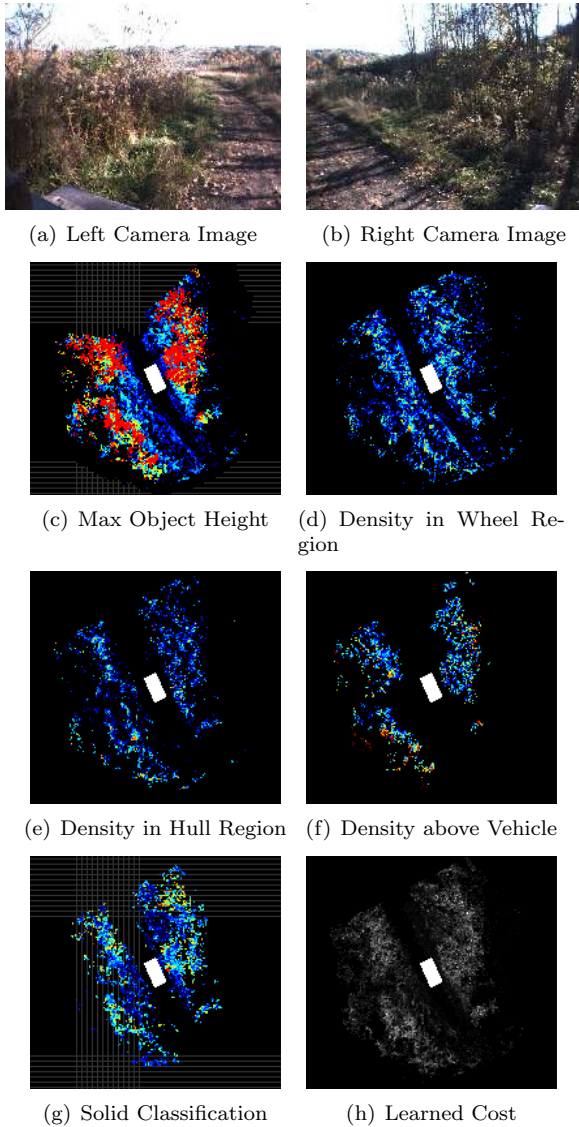 (a) Left Camera Image
(b) Right Camera Image
(c) Max Object Height
(d) Density in Wheel Re-
gion
(e) Density in Hull Region
(f) Density above Vehicle
(g) Solid Classification
(h) Learned Cost